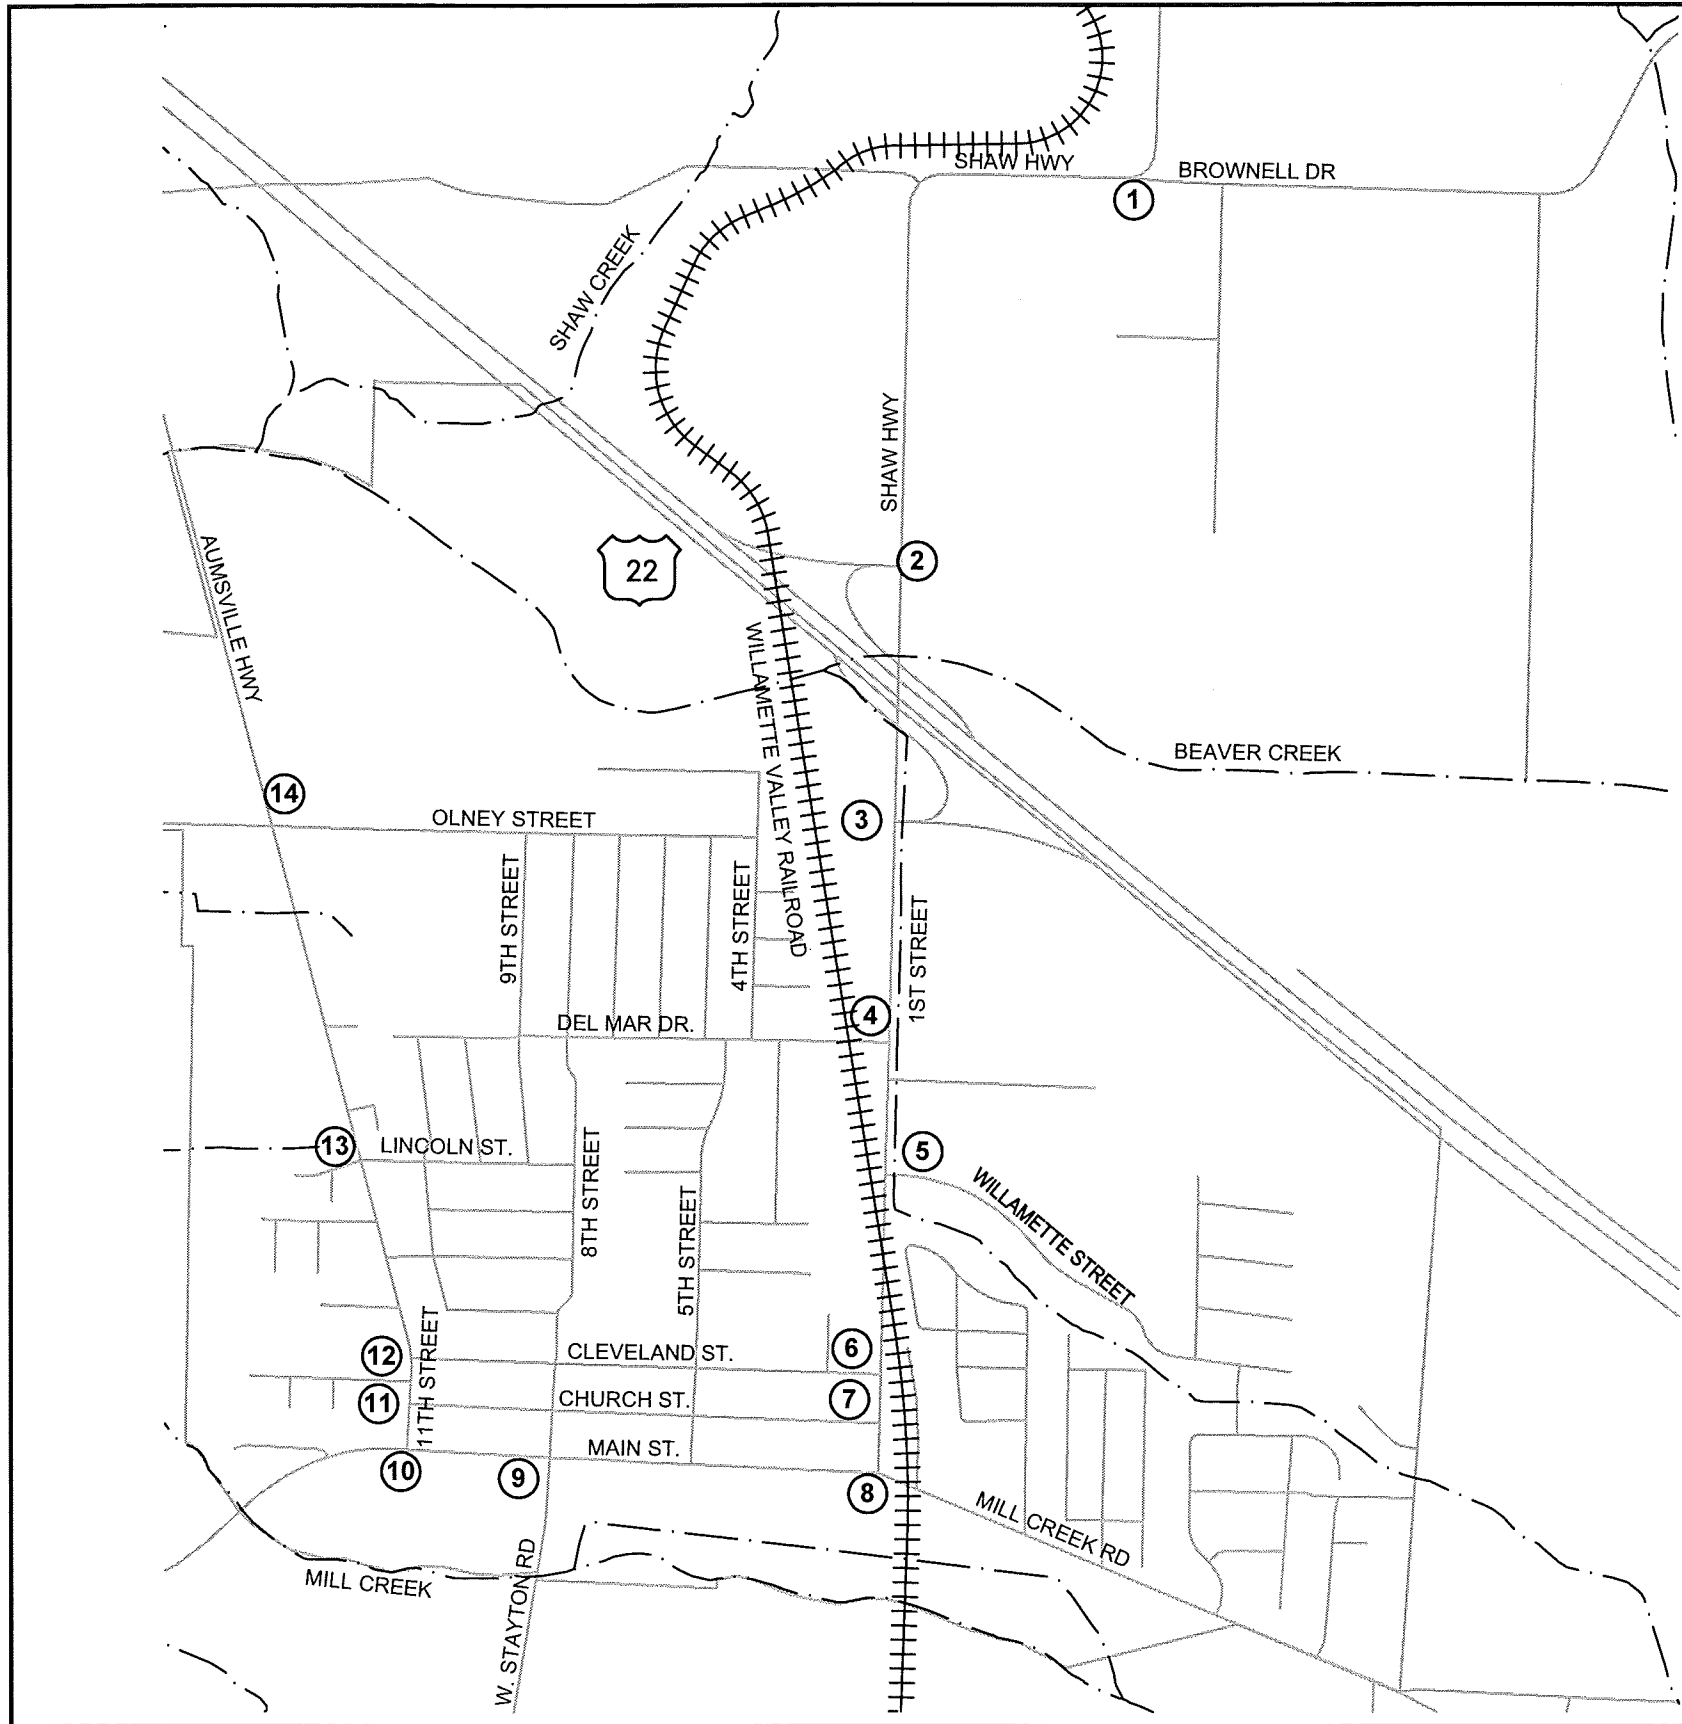 SHAW HWY
BROWNELL DR
1
SHAW CREEK
SHAW HWY
2
22
AUMSVILLE HWY
WILLAMETTE VALLEY RAILROAD
BEAVER CREEK
14
OLNEY STREET
3
9TH STREET
4TH STREET
1ST STREET
4
DEL MAR DR.
13
LINCOLN ST.
5
8TH STREET
5TH STREET
WILLAMETTE STREET
12
11TH STREET
CLEVELAND ST.
6
11
CHURCH ST.
7
MAIN ST.
10
9
8
MILL CREEK RD
MILL CREEK
W. STAYTON RD